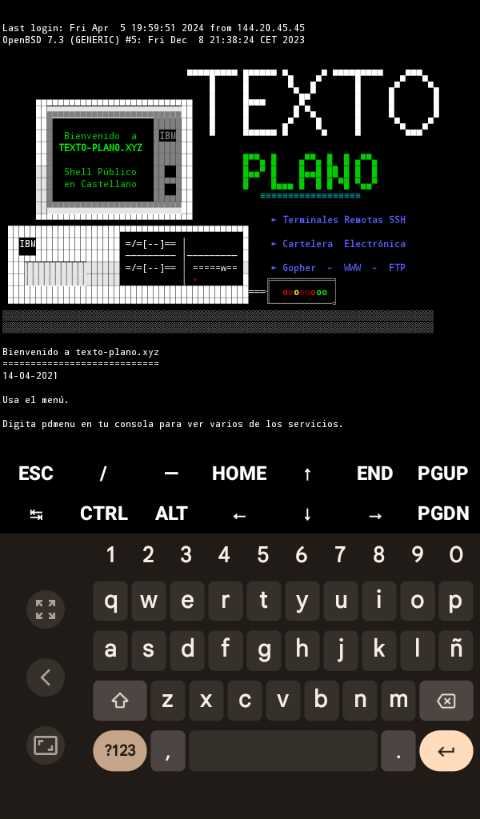 Last login: Fri Apr  5 19:59:51 2024 from 144.20.45.45
OpenBSD 7.3 (GENERIC) #5: Fri Dec  8 21:38:24 CET 2023
TEXTO
PLANO
==================
Bienvenido a
TEXTO-PLANO.XYZ
Shell Público
en Castellano
IBN
► Terminales Remotas SSH
► Cartelera  Electrónica
► Gopher  -  WWW  -  FTP
IBN
=/=[--]==
=/=[--]== | =====w==
===
oooooooo
Bienvenido a texto-plano.xyz
===========================
14-04-2021
Usa el menú.
Digita pdmenu en tu consola para ver varios de los servicios.
ESC / — HOME ↑ END PGUP
↹ CTRL ALT ← ↓ → PGDN
1 2 3 4 5 6 7 8 9 0
q w e r t y u i o p
a s d f g h j k l ñ
z x c v b n m
?123 , .